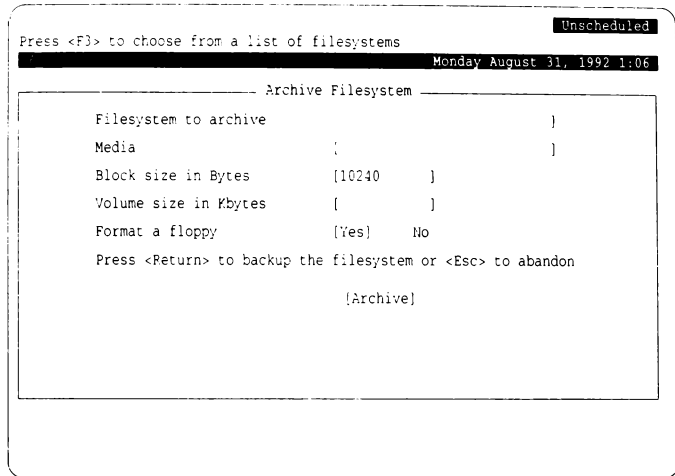 Unscheduled
Press <F3> to choose from a list of filesystems
Monday August 31, 1992 1:06
Archive Filesystem
Filesystem to archive ]
Media [ ]
Block size in Bytes [10240 ]
Volume size in Kbytes [ ]
Format a floppy [Yes] No
Press <Return> to backup the filesystem or <Esc> to abandon
[Archive]